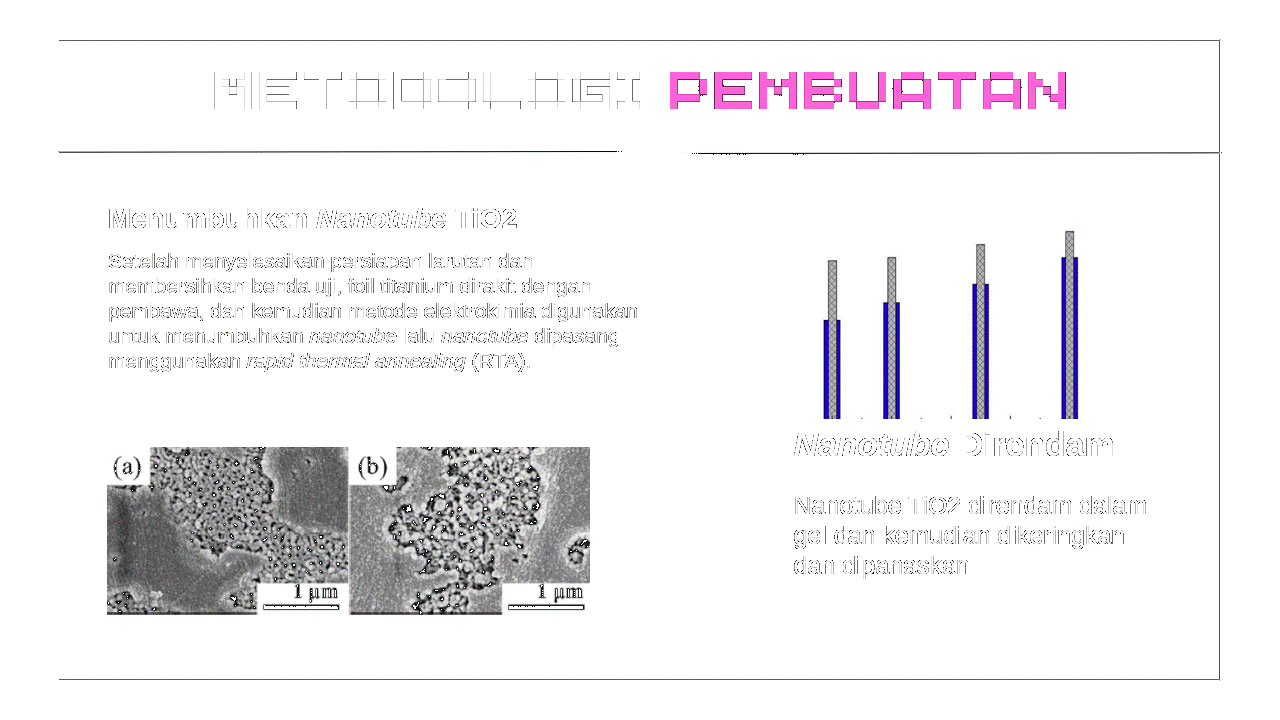 METODOLOGI PEMBUATAN
Menumbuhkan Nanotube TiO2
Setelah menyelesaikan persiapan larutan dan
membersihkan benda uji, foil titanium dirakit dengan
pembawa, dan kemudian metode elektrokimia digunakan
untuk menumbuhkan nanotube lalu nanotube dipasang
menggunakan rapid thermal annealing (RTA).
(a)
(b)
1 μm
1 μm
Nanotube Direndam
Nanotube TiO2 direndam dalam
gel dan kemudian dikeringkan
dan dipanaskan